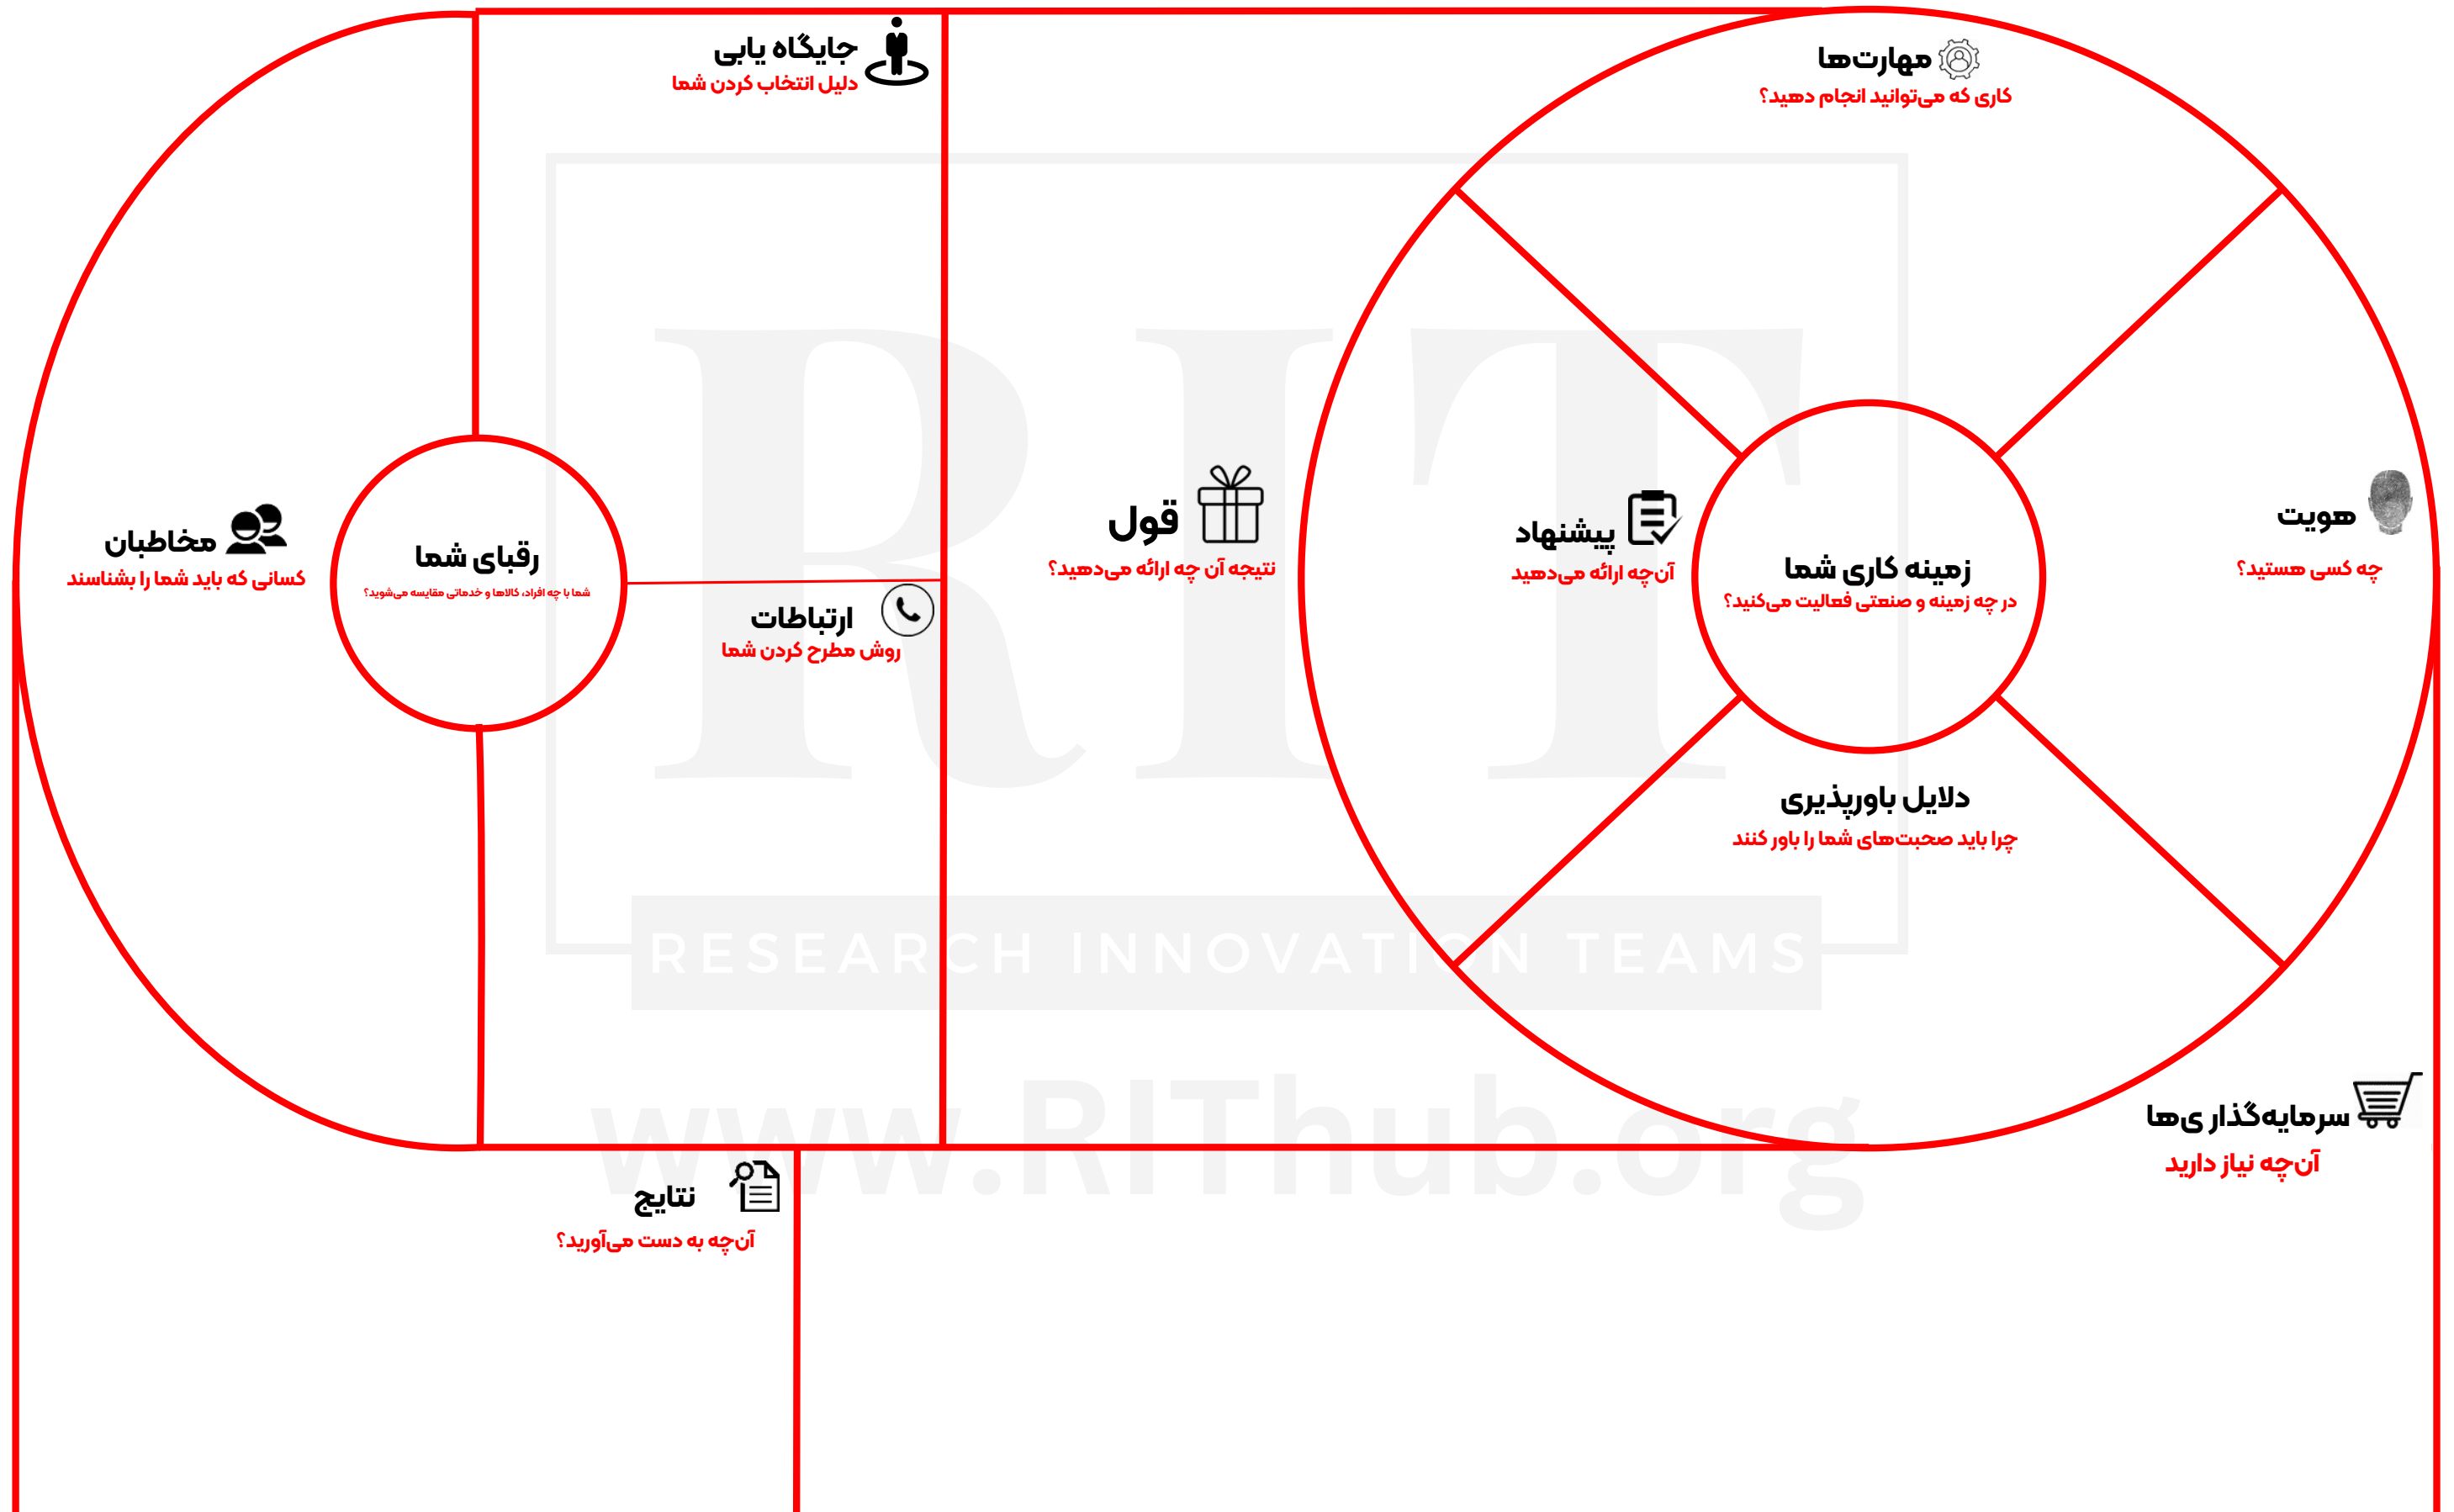 مهارت‌ها
کاری که می‌توانید انجام دهید؟
هویت
چه کسی هستید؟
زمینه کاری شما
در چه زمینه و صنعتی فعالیت می‌کنید؟
پیشنهاد
آن‌چه ارائه می‌دهید
دلایل باورپذیری
چرا باید صحبت‌های شما را باور کنند
قول
نتیجه آن چه ارائه می‌دهید؟
جایگاه یابی
دلیل انتخاب کردن شما
ارتباطات
روش مطرح کردن شما
رقبای شما
شما با چه افراد، کالاها و خدماتی مقایسه می‌شوید؟
مخاطبان
کسانی که باید شما را بشناسند
سرمایه‌گذار ی‌ها
آن‌چه نیاز دارید
نتایج
آن‌چه به دست می‌آورید؟
RIT
RESEARCH INNOVATION TEAMS
www.RIThub.org